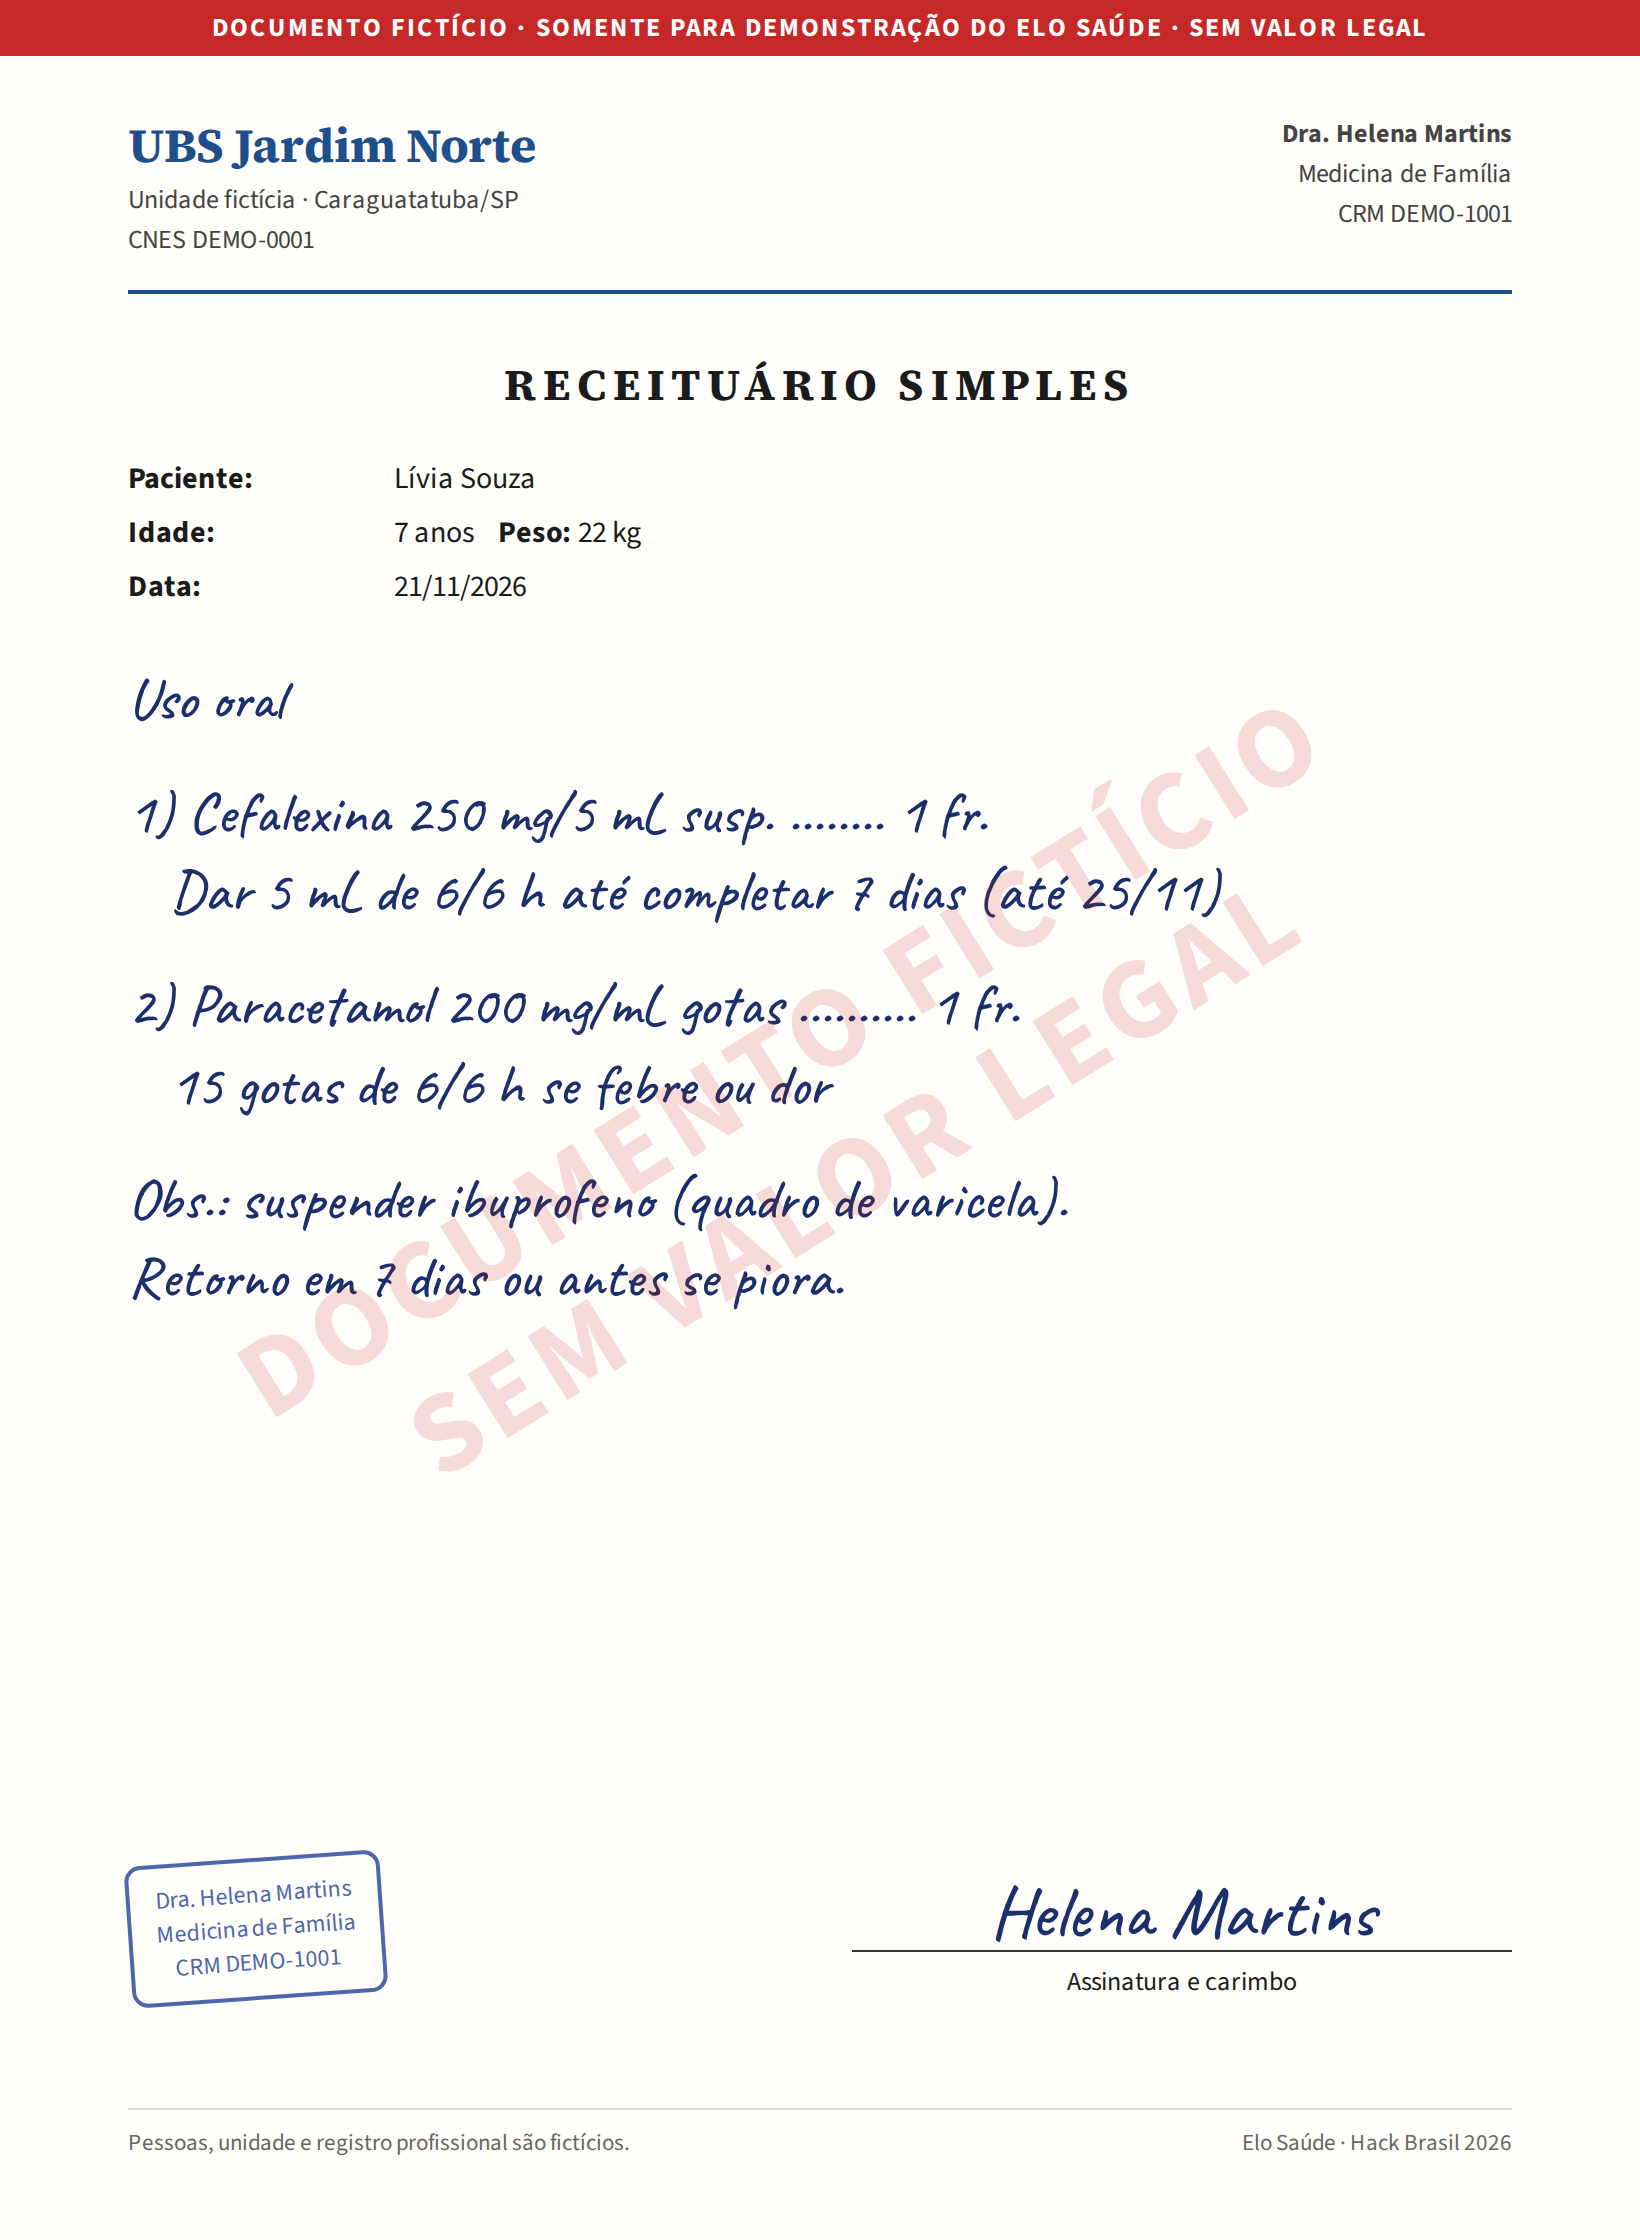 DOCUMENTO FICTÍCIO · SOMENTE PARA DEMONSTRAÇÃO DO ELO SAÚDE · SEM VALOR LEGAL
UBS Jardim Norte
Unidade fictícia · Caraguatatuba/SP
CNES DEMO-0001
Dra. Helena Martins
Medicina de Família
CRM DEMO-1001
RECEITUÁRIO SIMPLES
Paciente: Lívia Souza
Idade: 7 anos Peso: 22 kg
Data: 21/11/2026
Uso oral
1) Cefalexina 250 mg/5 mL susp. ........ 1 fr.
Dar 5 mL de 6/6 h até completar 7 dias (até 25/11)
2) Paracetamol 200 mg/mL gotas .......... 1 fr.
15 gotas de 6/6 h se febre ou dor
Obs.: suspender ibuprofeno (quadro de varicela).
Retorno em 7 dias ou antes se piora.
DOCUMENTO FICTÍCIO
SEM VALOR LEGAL
Dra. Helena Martins
Medicina de Família
CRM DEMO-1001
Helena Martins
Assinatura e carimbo
Pessoas, unidade e registro profissional são fictícios.
Elo Saúde · Hack Brasil 2026